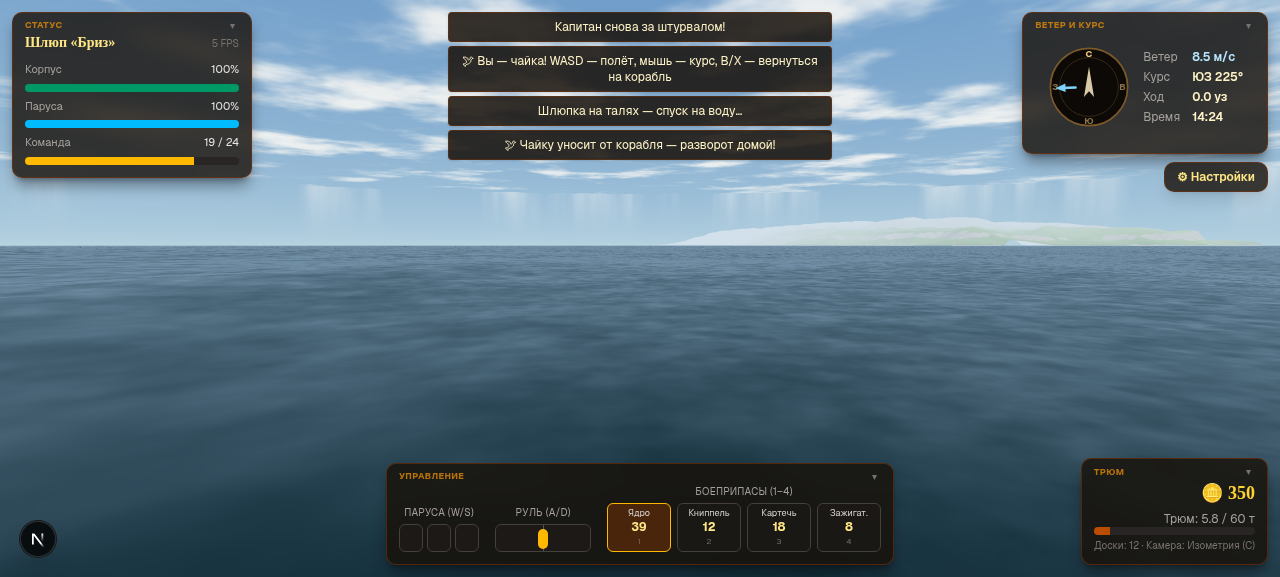 СТАТУС
Шлюп «Бриз»
5 FPS
Корпус 100%
Паруса 100%
Команда 19 / 24
Капитан снова за штурвалом!
🕊 Вы — чайка! WASD — полёт, мышь — курс, B/X — вернуться
на корабль
Шлюпка на талях — спуск на воду…
🕊 Чайку уносит от корабля — разворот домой!
ВЕТЕР И КУРС
С
З В
Ю
Ветер 8.5 м/с
Курс ЮЗ 225°
Ход 0.0 уз
Время 14:24
⚙ Настройки
УПРАВЛЕНИЕ
ПАРУСА (W/S)
РУЛЬ (A/D)
БОЕПРИПАСЫ (1–4)
Ядро
39
1
Книппель
12
2
Картечь
18
3
Зажигат.
8
4
ТРЮМ
🪙 350
Трюм: 5.8 / 60 т
Доски: 12 · Камера: Изометрия (C)
N